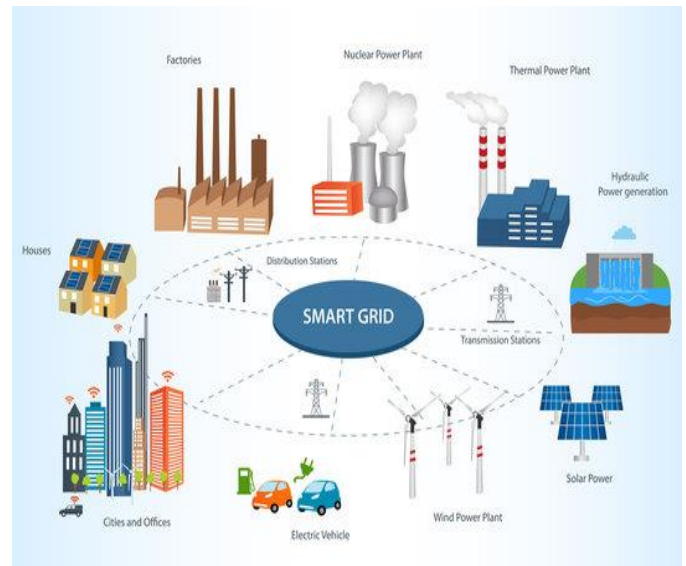 Nuclear Power Plant
Factories
Thermal Power Plant
Hydraulic
Power generation
Houses
Distribution Stations
SMART GRID
Transmission Stations
Solar Power
Wind Power Plant
Cities and Offices
Electric Vehicle